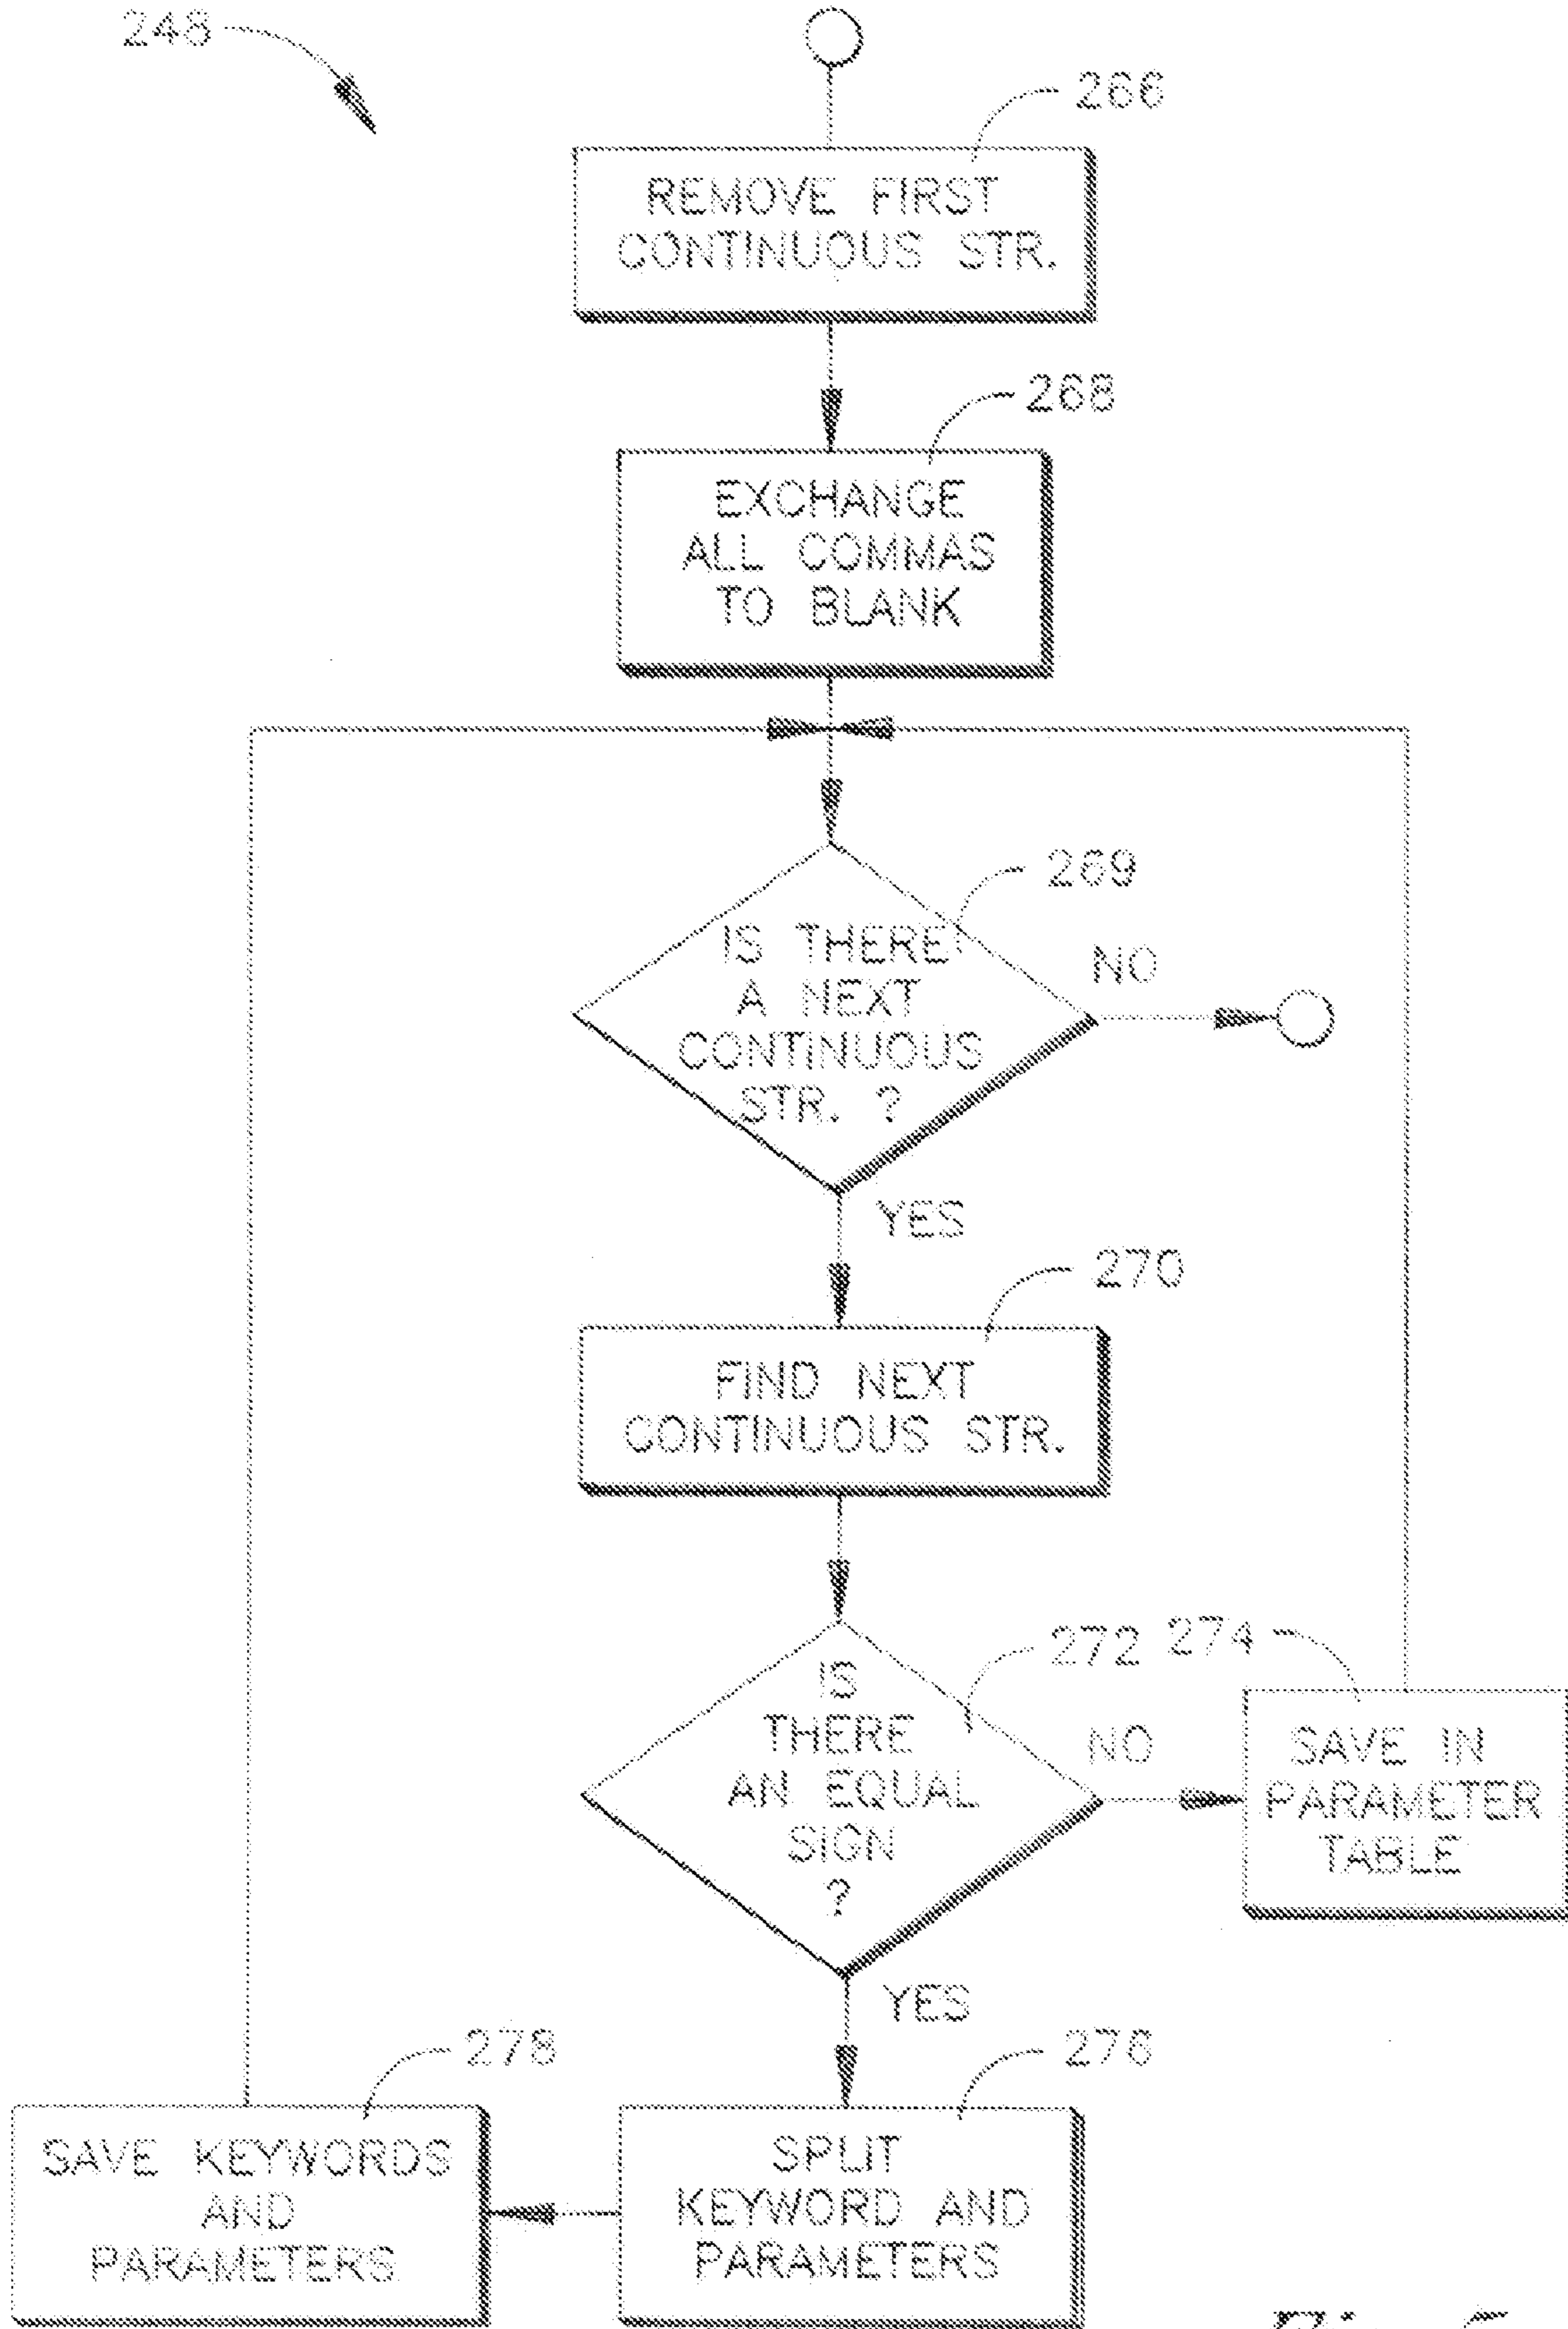 248
266
REMOVE FIRST
CONTINUOUS STR.
268
EXCHANGE
ALL COMMAS
TO BLANK
269
IS THERE
A NEXT
CONTINUOUS
STR. ?
NO
YES
270
FIND NEXT
CONTINUOUS STR.
272
274
IS
THERE
AN EQUAL
SIGN
?
NO
SAVE IN
PARAMETER
TABLE
YES
278
276
SAVE KEYWORDS
AND
PARAMETERS
SPLIT
KEYWORD AND
PARAMETERS